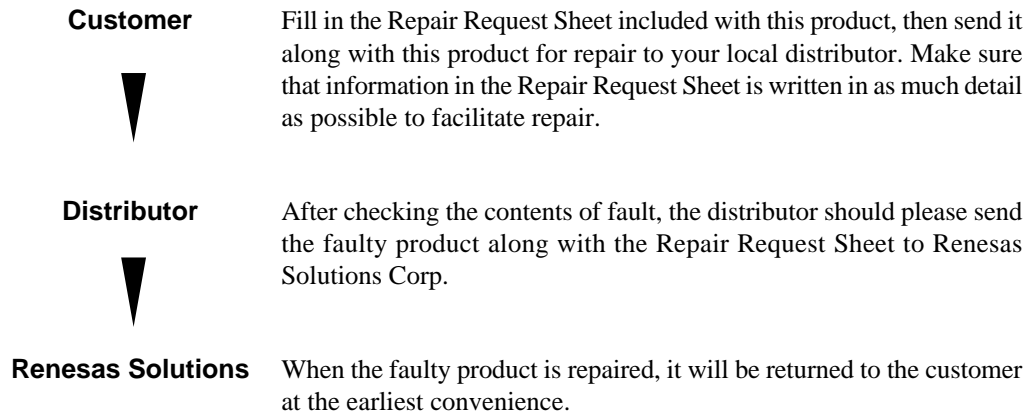 Customer
Fill in the Repair Request Sheet included with this product, then send it
along with this product for repair to your local distributor. Make sure
that information in the Repair Request Sheet is written in as much detail
as possible to facilitate repair.
Distributor
After checking the contents of fault, the distributor should please send
the faulty product along with the Repair Request Sheet to Renesas
Solutions Corp.
Renesas Solutions
When the faulty product is repaired, it will be returned to the customer
at the earliest convenience.